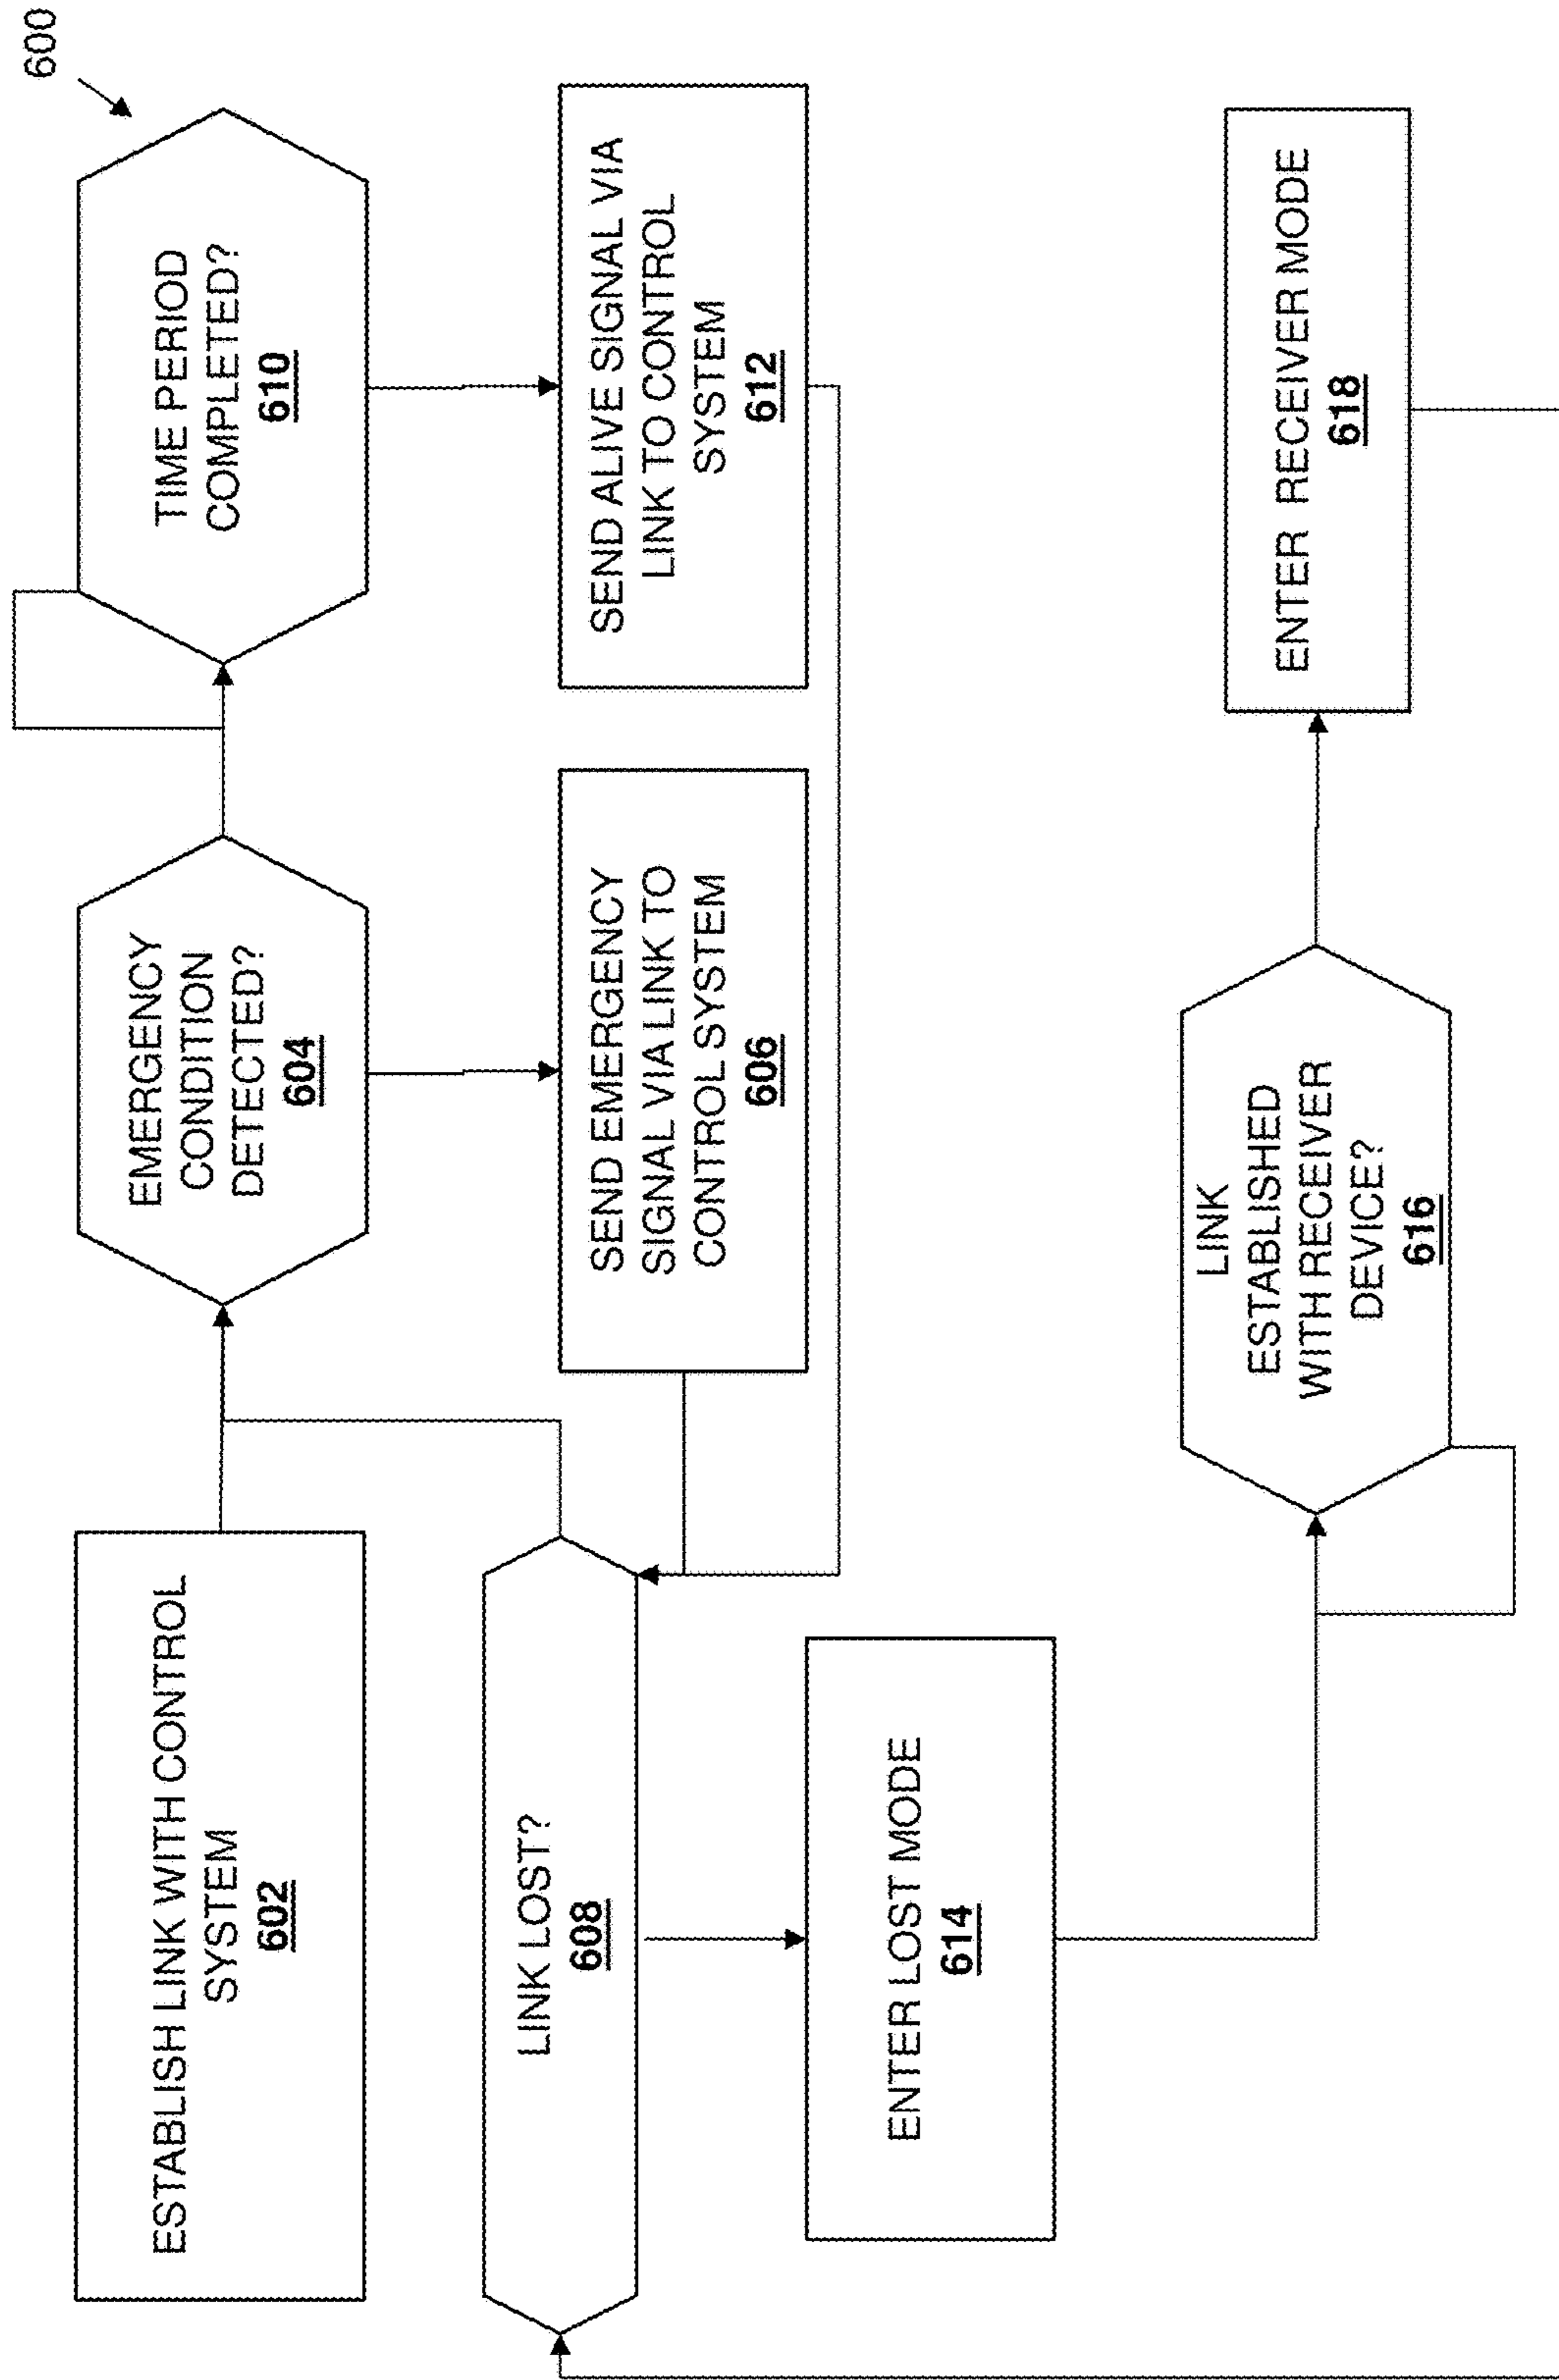 600
ESTABLISH LINK WITH CONTROL
SYSTEM
602
EMERGENCY
CONDITION
DETECTED?
604
TIME PERIOD
COMPLETED?
610
LINK LOST?
608
SEND EMERGENCY
SIGNAL VIA LINK TO
CONTROL SYSTEM
606
SEND ALIVE SIGNAL VIA
LINK TO CONTROL
SYSTEM
612
ENTER LOST MODE
614
LINK
ESTABLISHED
WITH RECEIVER
DEVICE?
616
ENTER RECEIVER MODE
618